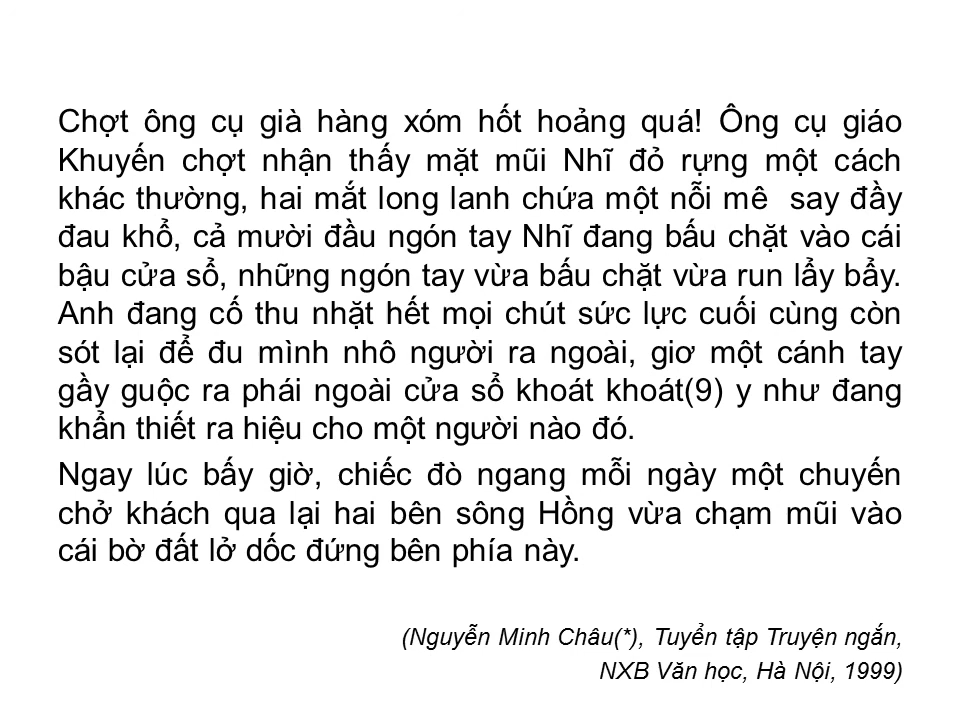 Chợt ông cụ già hàng xóm hốt hoảng quá! Ông cụ giáo
Khuyến chợt nhận thấy mặt mũi Nhĩ đỏ rựng một cách
khác thường, hai mắt long lanh chứa một nỗi mê  say đầy
đau khổ, cả mười đầu ngón tay Nhĩ đang bấu chặt vào cái
bậu cửa sổ, những ngón tay vừa bấu chặt vừa run lẩy bẩy.
Anh đang cố thu nhặt hết mọi chút sức lực cuối cùng còn
sót lại để đu mình nhô người ra ngoài, giơ một cánh tay
gầy guộc ra phái ngoài cửa sổ khoát khoát(9) y như đang
khẩn thiết ra hiệu cho một người nào đó.
Ngay lúc bấy giờ, chiếc đò ngang mỗi ngày một chuyến
chở khách qua lại hai bên sông Hồng vừa chạm mũi vào
cái bờ đất lở dốc đứng bên phía này.
(Nguyễn Minh Châu(*), Tuyển tập Truyện ngắn,
NXB Văn học, Hà Nội, 1999)